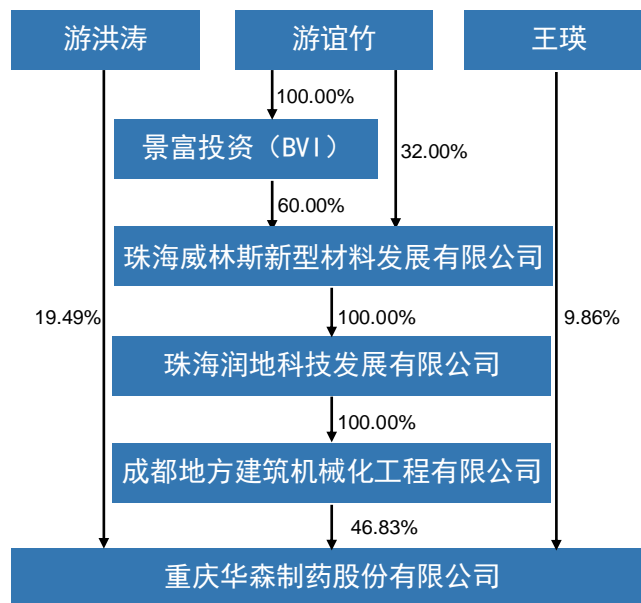 游洪涛
游谊竹
王瑛
100.00%
景富投资（BVI）
32.00%
60.00%
珠海威林斯新型材料发展有限公司
19.49%
100.00%
9.86%
珠海润地科技发展有限公司
100.00%
成都地方建筑机械化工程有限公司
46.83%
重庆华森制药股份有限公司